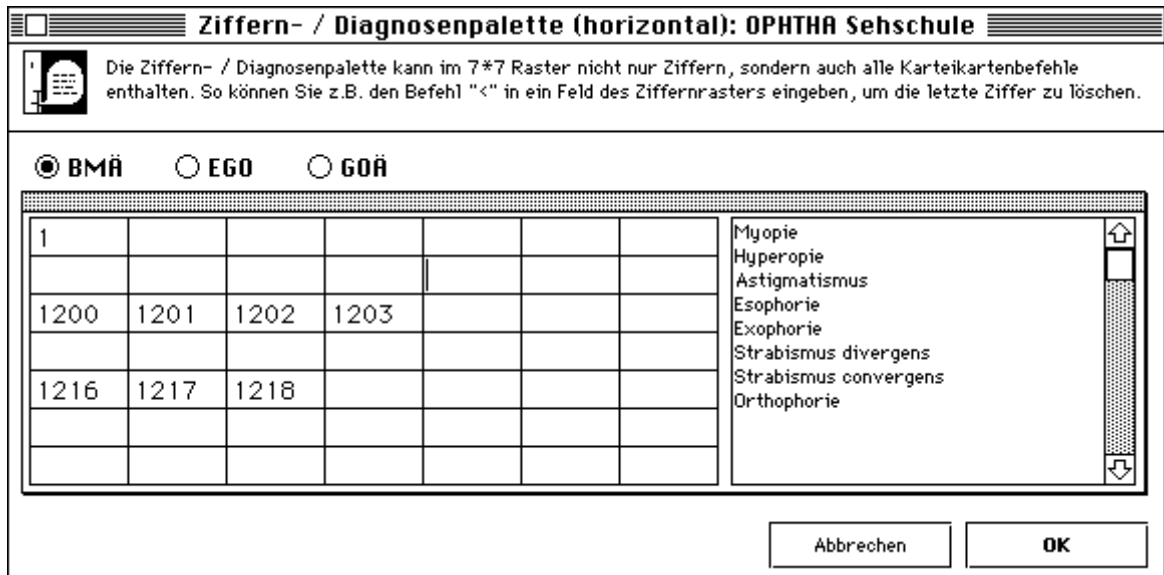 Ziffern- / Diagnosenpalette (horizontal): OPHTHA Sehschule
Die Ziffern- / Diagnosenpalette kann im 7*7 Raster nicht nur Ziffern, sondern auch alle Karteikartenbefehle
enthalten. So können Sie z.B. den Befehl "<" in ein Feld des Ziffernrasters eingeben, um die letzte Ziffer zu löschen.
BMÄ EGO GOÄ
1
1200 1201 1202 1203
1216 1217 1218
Myopie
Hyperopie
Astigmatismus
Esophorie
Exophorie
Strabismus divergens
Strabismus convergens
Orthophorie
Abbrechen OK